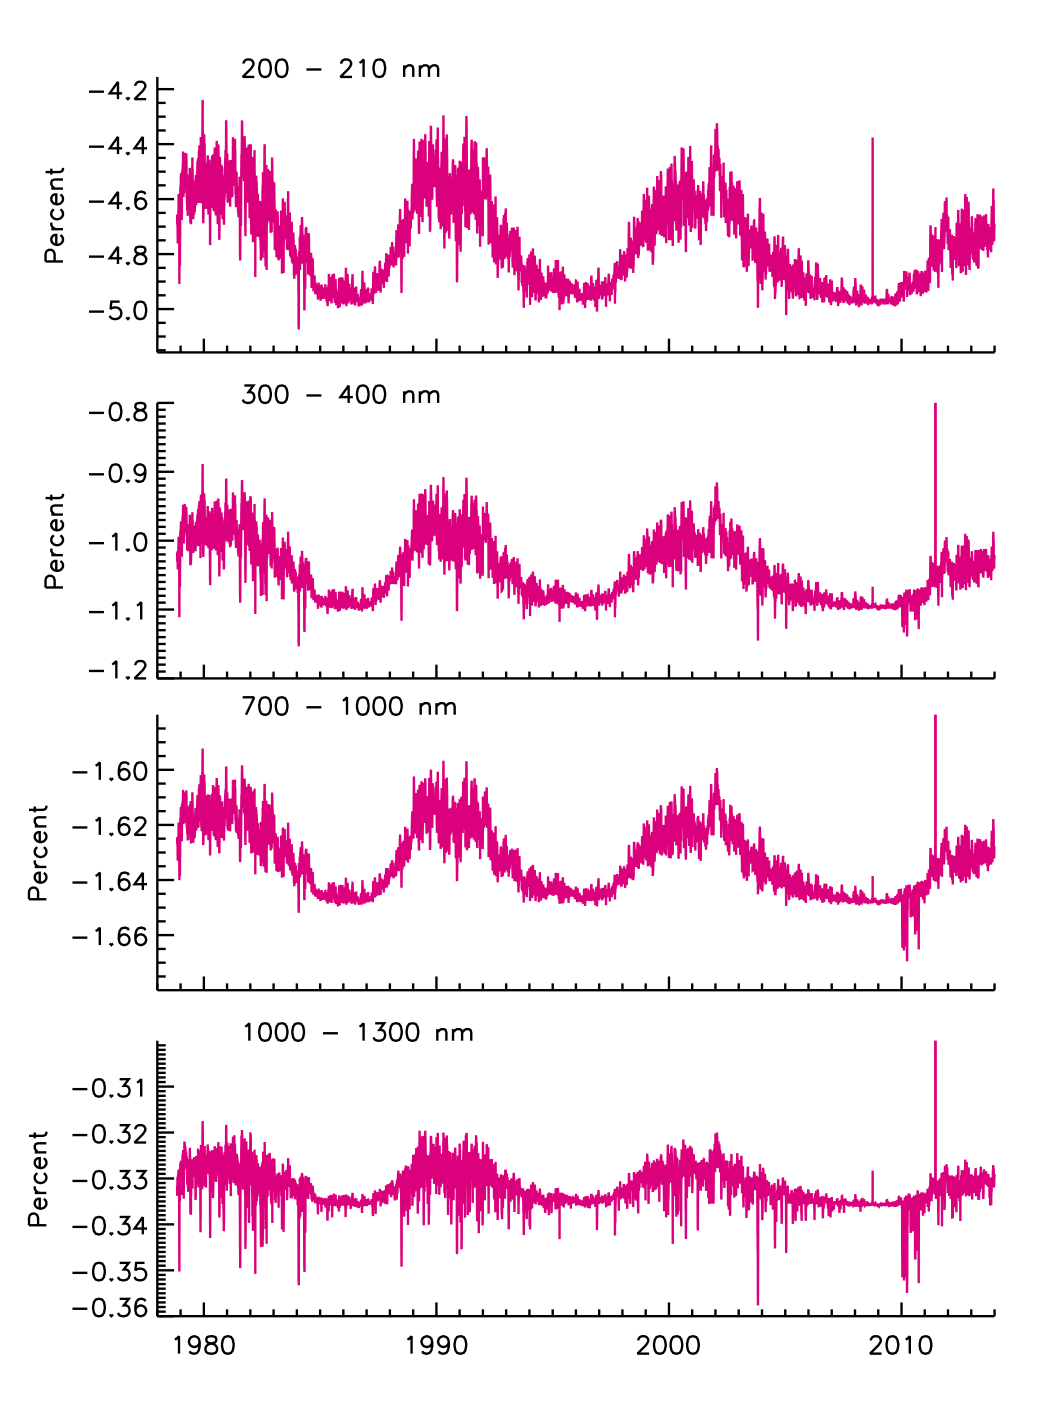 200 – 210 nm
Percent
−4.2
−4.4
−4.6
−4.8
−5.0
300 – 400 nm
Percent
−0.8
−0.9
−1.0
−1.1
−1.2
700 – 1000 nm
Percent
−1.60
−1.62
−1.64
−1.66
1000 – 1300 nm
Percent
−0.31
−0.32
−0.33
−0.34
−0.35
−0.36
1980 1990 2000 2010